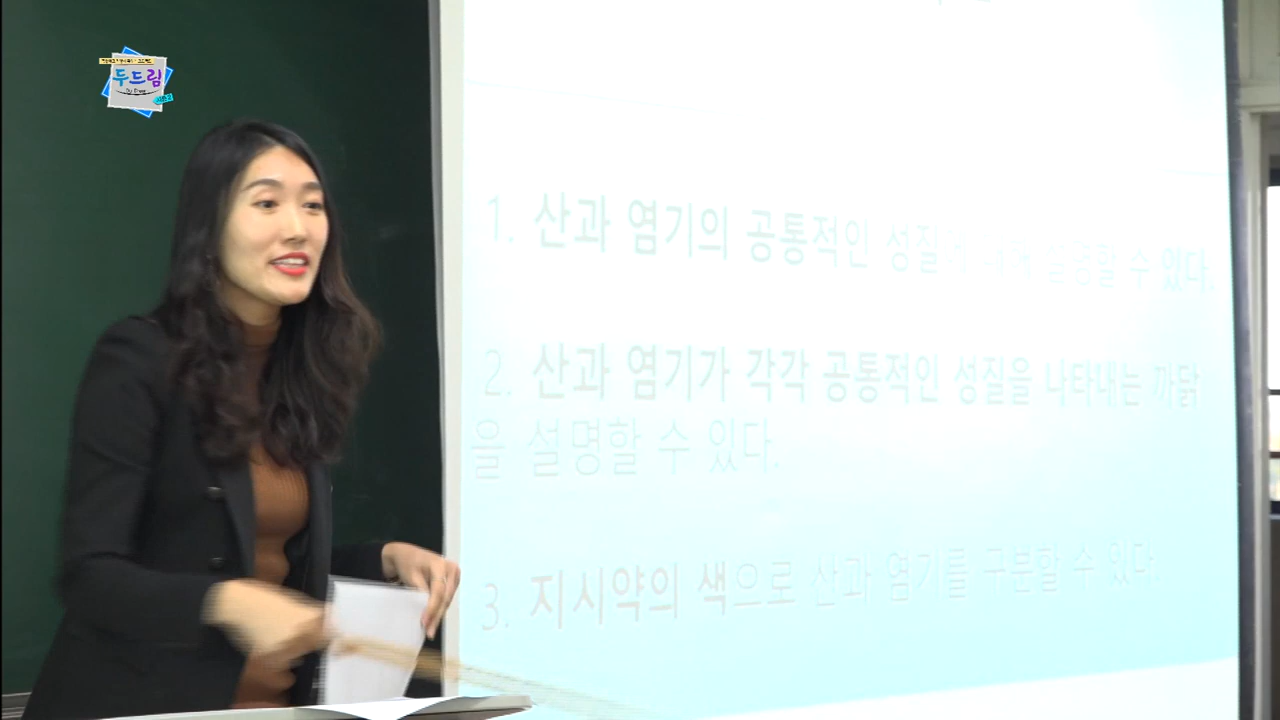 두드림
1. 산과 염기의 공통적인 성질에 대해 설명할 수 있다.
2. 산과 염기가 각각 공통적인 성질을 나타내는 까닭
을 설명할 수 있다.
3. 지시약의 색으로 산과 염기를 구분할 수 있다.